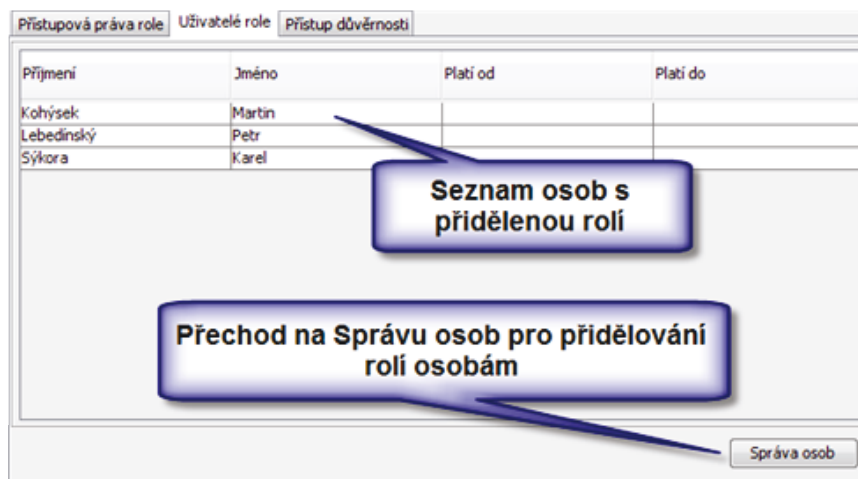 Přístupová práva role Uživatelé role Přístup důvěrnosti
Příjmení Jméno Platí od Platí do
Kohýsek Martin
Lebedínský Petr
Sýkora Karel
Seznam osob s
přidělenou rolí
Přechod na Správu osob pro přidělování
rolí osobám
Správa osob